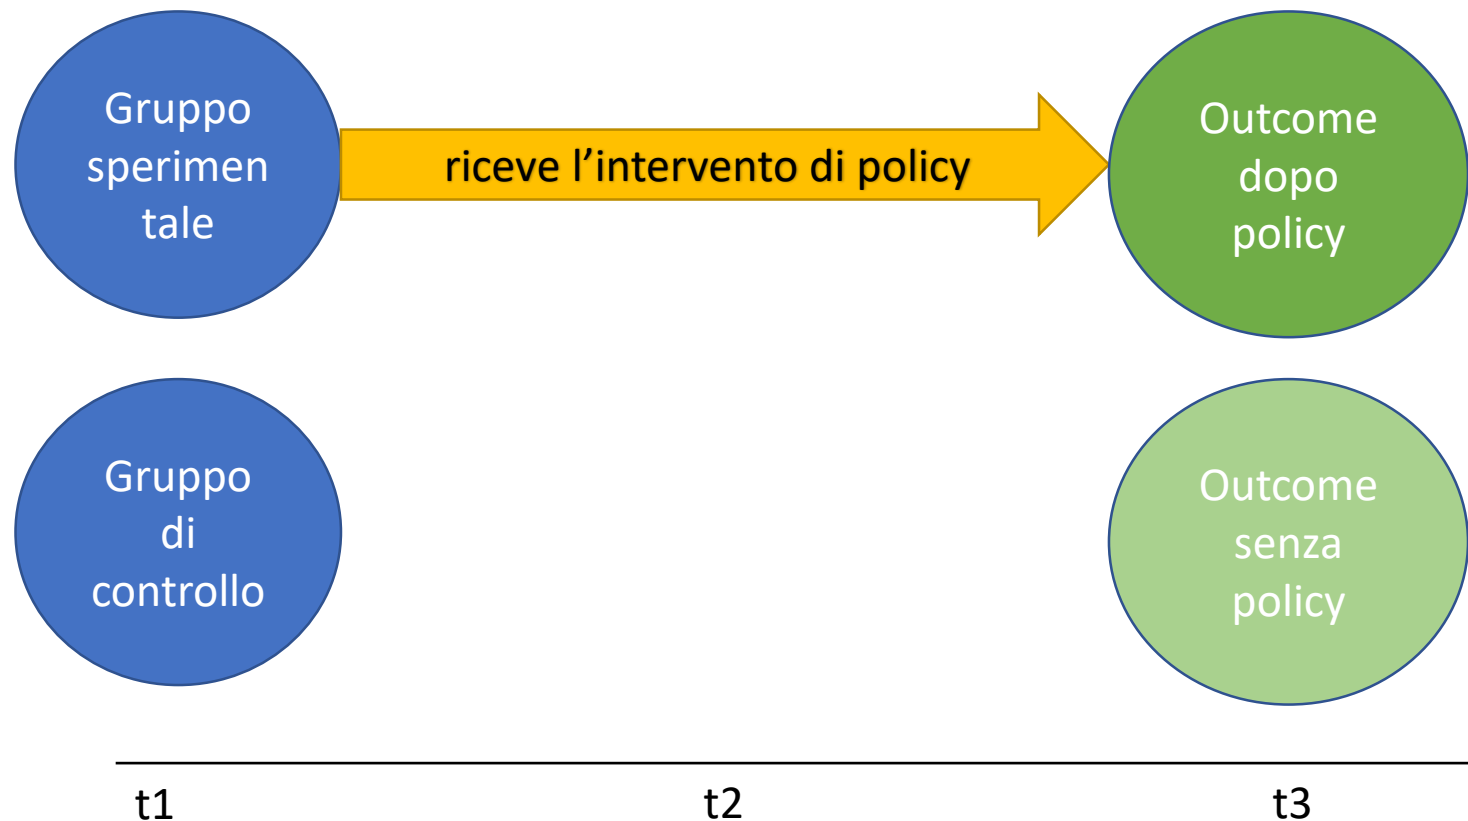 Gruppo
sperimen
tale
riceve l’intervento di policy
Outcome
dopo
policy
Gruppo
di
controllo
Outcome
senza
policy
t1
t2
t3